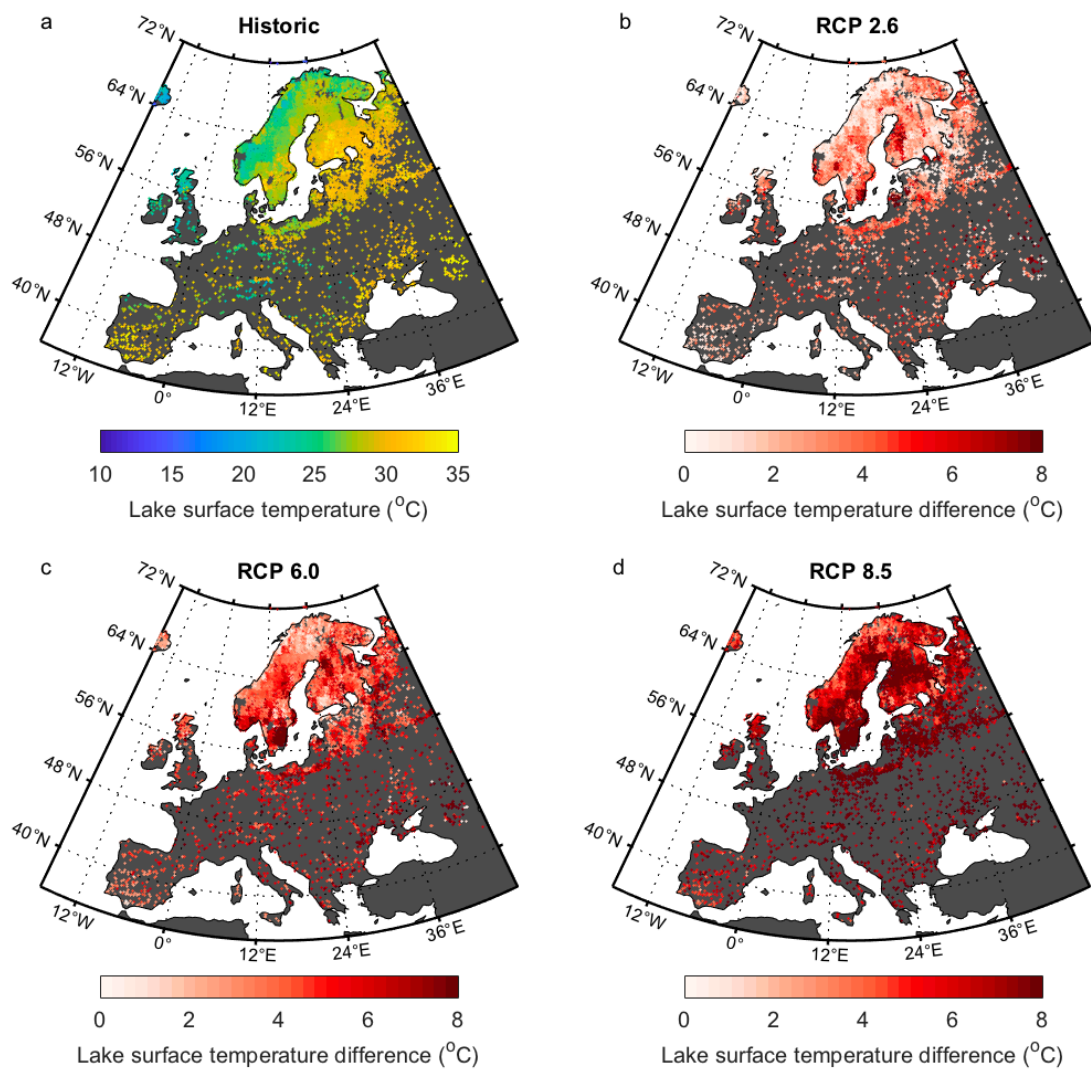 a
Historic
72°N
64°N
56°N
48°N
40°N
12°W
0°
12°E
24°E
36°E
10 15 20 25 30 35
Lake surface temperature (°C)
b
RCP 2.6
72°N
64°N
56°N
48°N
40°N
12°W
0°
12°E
24°E
36°E
0 2 4 6 8
Lake surface temperature difference (°C)
c
RCP 6.0
72°N
64°N
56°N
48°N
40°N
12°W
0°
12°E
24°E
36°E
0 2 4 6 8
Lake surface temperature difference (°C)
d
RCP 8.5
72°N
64°N
56°N
48°N
40°N
12°W
0°
12°E
24°E
36°E
0 2 4 6 8
Lake surface temperature difference (°C)